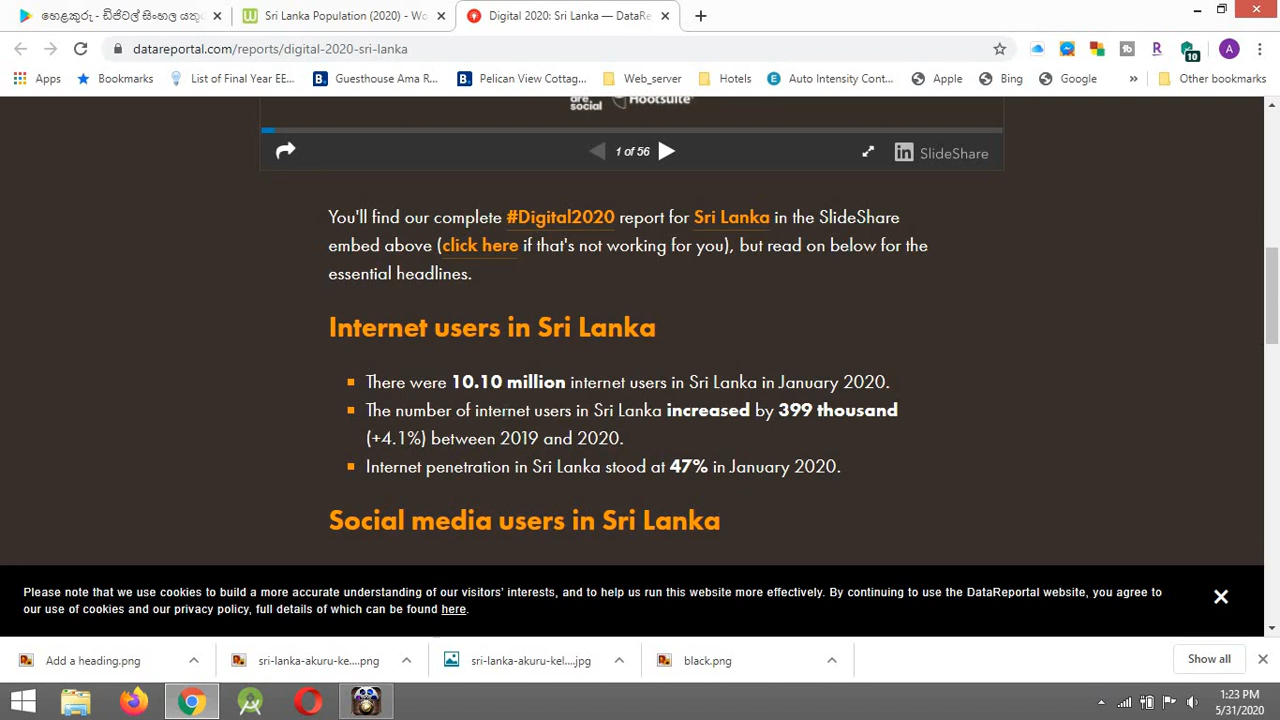 හෙළකුරු - ඩිජිටල් සිංහල යතු
Sri Lanka Population (2020) - Wo
Digital 2020: Sri Lanka — DataRe
datareportal.com/reports/digital-2020-sri-lanka
A
10
Apps
Bookmarks
List of Final Year EE...
B. Guesthouse Ama R...
B. Pelican View Cottag...
Web_server
Hotels
E Auto Intensity Cont...
Apple
Bing
Google
»
Other bookmarks
are social
Hootsuite
1 of 56
in SlideShare
You'll find our complete #Digital2020 report for Sri Lanka in the SlideShare
embed above (click here if that's not working for you), but read on below for the
essential headlines.
Internet users in Sri Lanka
There were 10.10 million internet users in Sri Lanka in January 2020.
The number of internet users in Sri Lanka increased by 399 thousand
(+4.1%) between 2019 and 2020.
Internet penetration in Sri Lanka stood at 47% in January 2020.
Social media users in Sri Lanka
Please note that we use cookies to build a more accurate understanding of our visitors' interests, and to help us run this website more effectively. By continuing to use the DataReportal website, you agree to
our use of cookies and our privacy policy, full details of which can be found here.
Add a heading.png
sri-lanka-akuru-ke....png
sri-lanka-akuru-kel....jpg
black.png
Show all
1:23 PM
5/31/2020